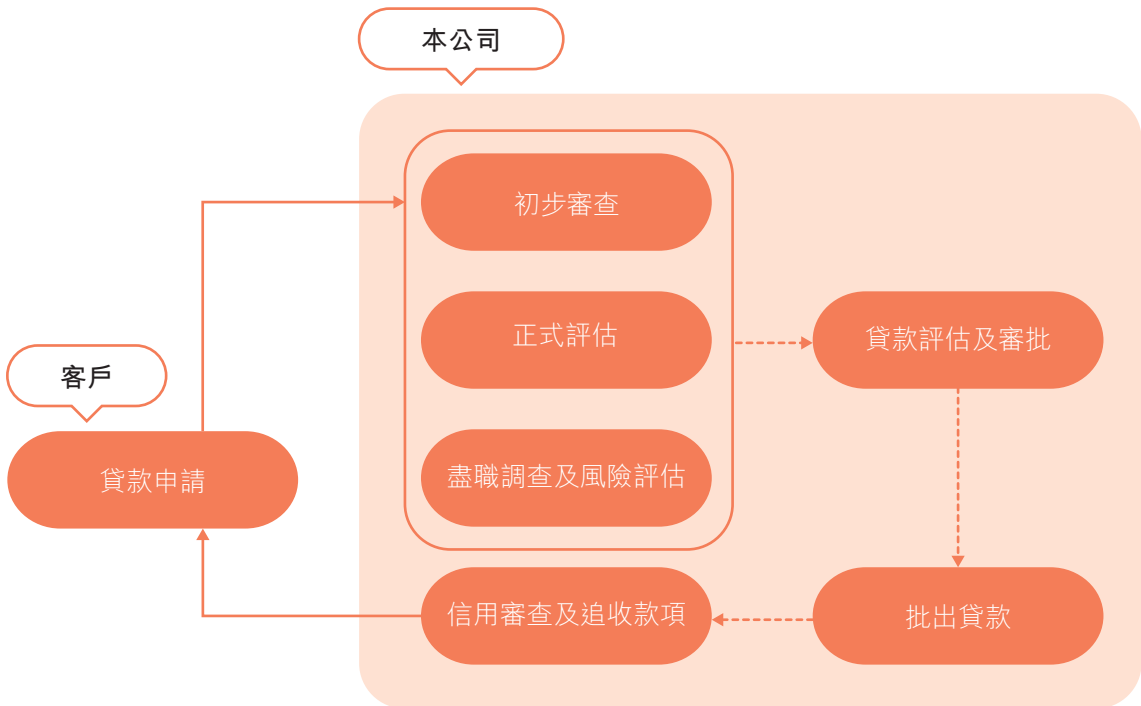 本公司
初步審查
正式評估
貸款評估及審批
客戶
盡職調查及風險評估
貸款申請
信用審查及追收款項
批出貸款